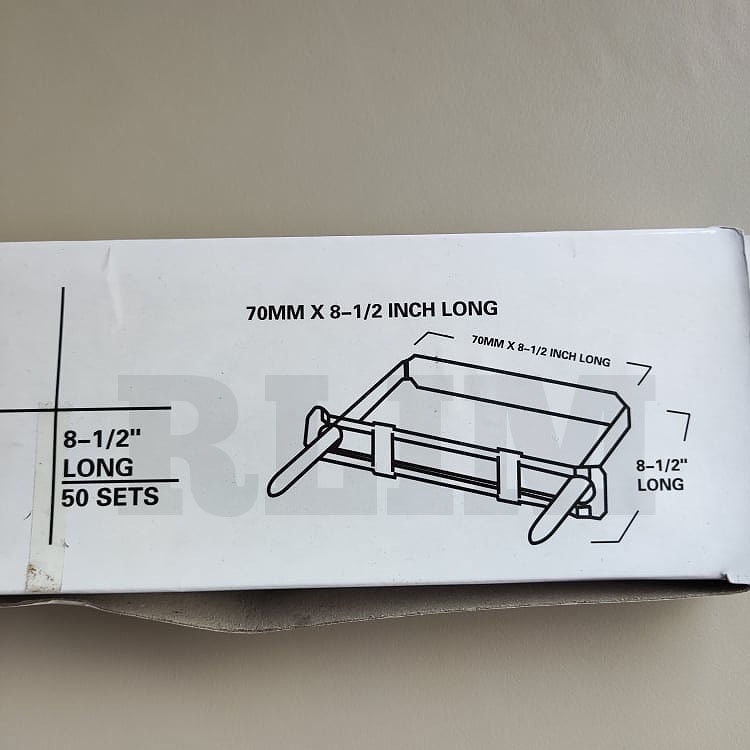 70MM X 8-1/2 INCH LONG
70MM X 8-1/2 INCH LONG
8-1/2"
LONG
50 SETS
8-1/2"
LONG
RLIM